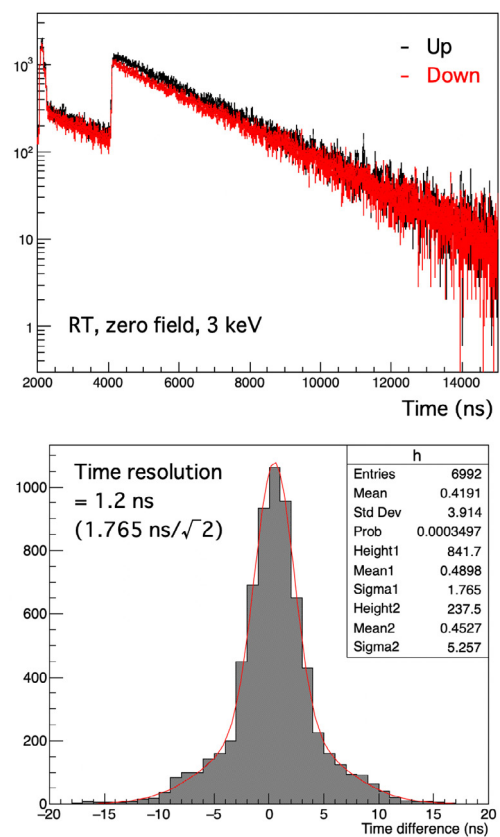 10³
Up
Down
10²
10
1
RT, zero field, 3 keV
2000 4000 6000 8000 10000 12000 14000
Time (ns)
h
Entries 6992
Mean 0.4191
Std Dev 3.914
Prob 0.0003497
Height1 841.7
Mean1 0.4898
Sigma1 1.765
Height2 237.5
Mean2 0.4527
Sigma2 5.257
Time resolution
= 1.2 ns
(1.765 ns/√2)
1000
800
600
400
200
0
−20 −15 −10 −5 0 5 10 15 20
Time difference (ns)